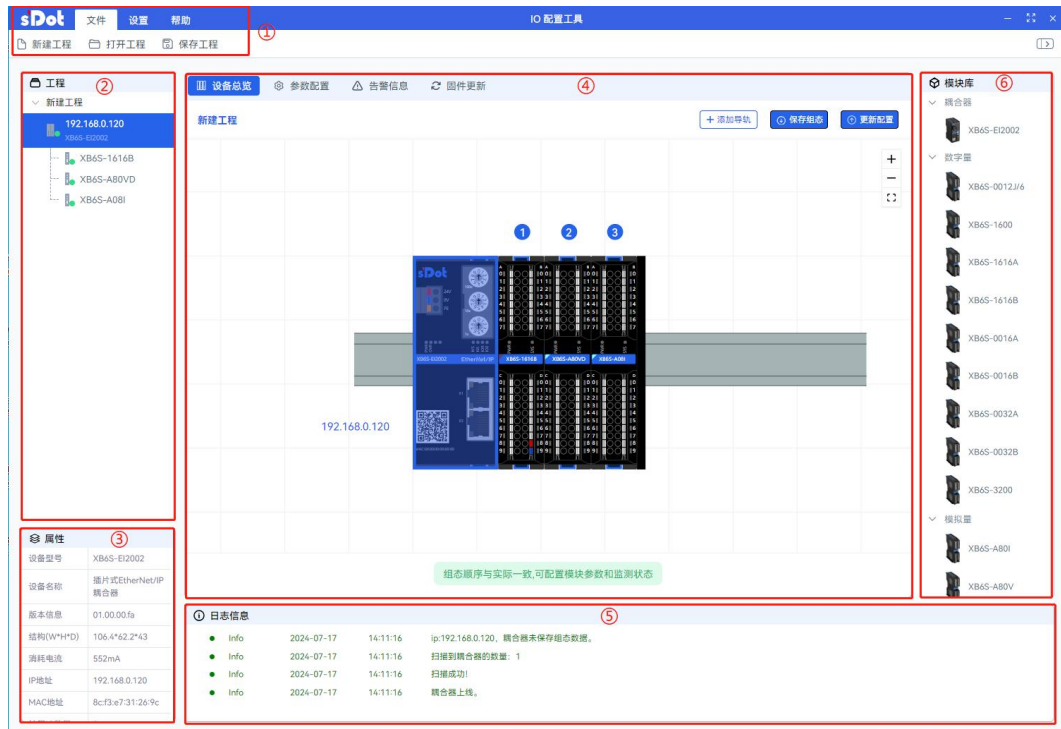 sDot 文件 设置 帮助 IO 配置工具
新建工程 打开工程 保存工程
①
工程 ②
新建工程
192.168.0.120
XB6S-EI2002
XB6S-1616B
XB6S-A80VD
XB6S-A08I
属性 ③
设备型号 XB6S-EI2002
设备名称 插片式EtherNet/IP
耦合器
版本信息 01.00.00.fa
结构(W*H*D) 106.4*62.2*43
消耗电流 552mA
IP地址 192.168.0.120
MAC地址 8c:f3:e7:31:26:9c
设备总览 参数配置 告警信息 固件更新 ④
新建工程 + 添加导轨 保存组态 更新配置
1 2 3
sDot
XB6S-EI2002 EtherNet/IP XB6S-1616B XB6S-A80VD XB6S-A08I
192.168.0.120
组态顺序与实际一致,可配置模块参数和监测状态
日志信息 ⑤
Info 2024-07-17 14:11:16 ip:192.168.0.120，耦合器未保存组态数据。
Info 2024-07-17 14:11:16 扫描到耦合器的数量：1
Info 2024-07-17 14:11:16 扫描成功!
Info 2024-07-17 14:11:16 耦合器上线。
模块库 ⑥
耦合器
XB6S-EI2002
数字量
XB6S-0012J/6
XB6S-1600
XB6S-1616A
XB6S-1616B
XB6S-0016A
XB6S-0016B
XB6S-0032A
XB6S-0032B
XB6S-3200
模拟量
XB6S-A80I
XB6S-A80V